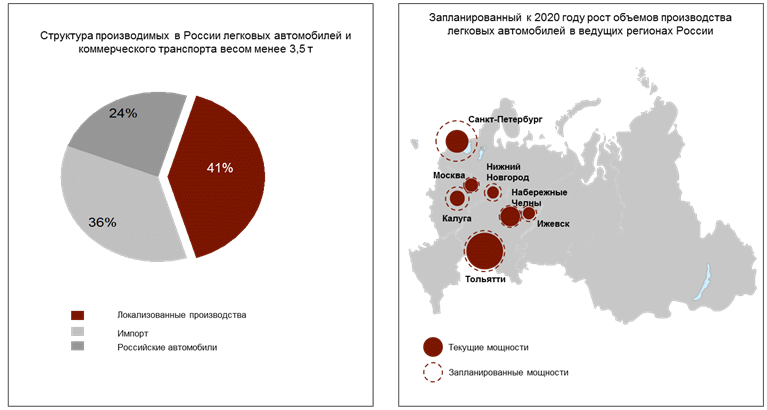 Структура производимых в России легковых автомобилей и
коммерческого транспорта весом менее 3,5 т
24%
41%
36%
Локализованные производства
Импорт
Российские автомобили
Запланированный к 2020 году рост объемов производства
легковых автомобилей в ведущих регионах России
Санкт-Петербург
Москва
Нижний
Новгород
Калуга
Набережные
Челны
Ижевск
Тольятти
Текущие мощности
Запланированные мощности